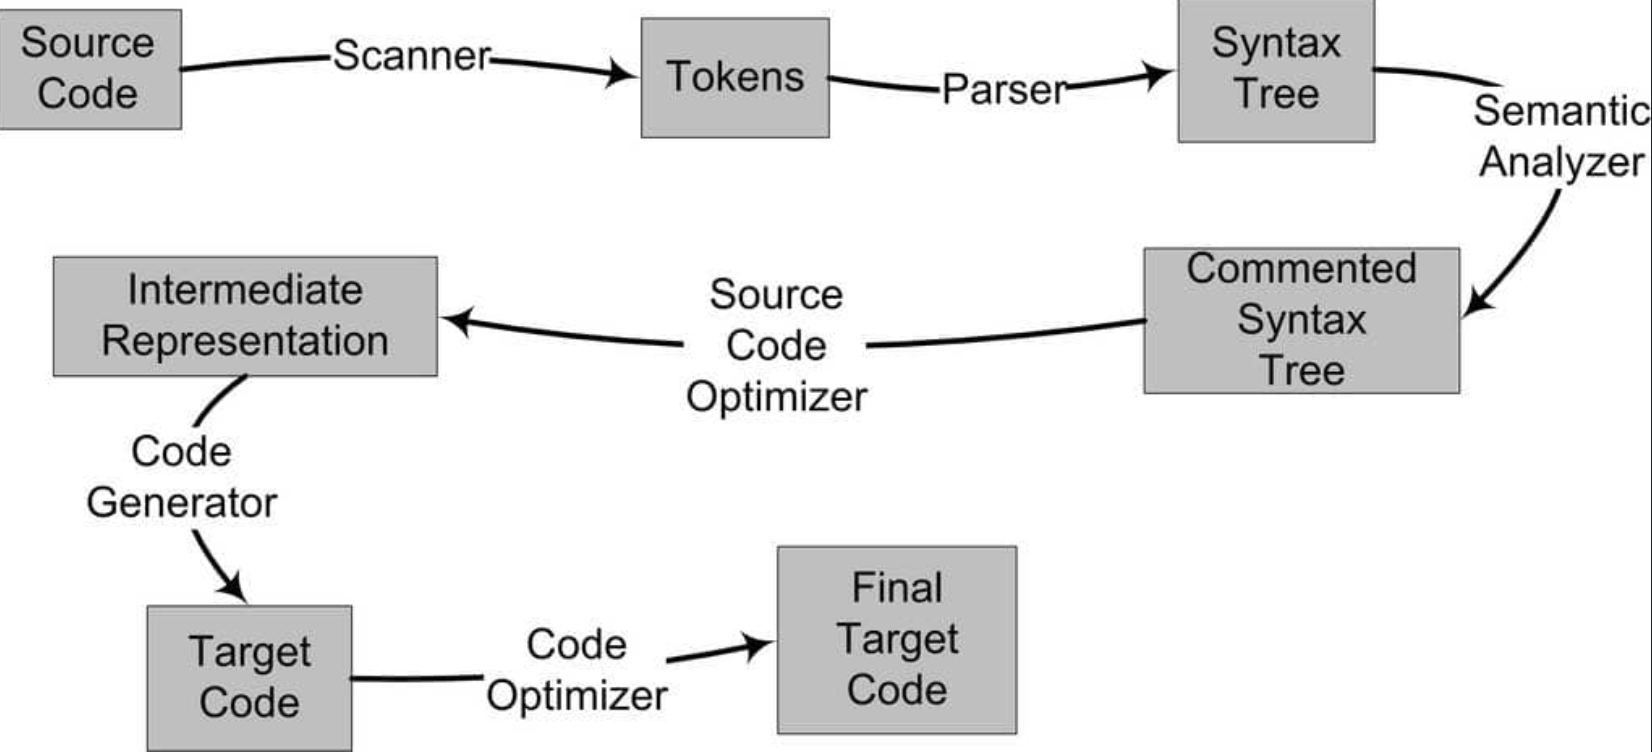 Source
Code
Scanner
Tokens
Parser
Syntax
Tree
Semantic
Analyzer
Commented
Syntax
Tree
Source
Code
Optimizer
Intermediate
Representation
Code
Generator
Target
Code
Code
Optimizer
Final
Target
Code